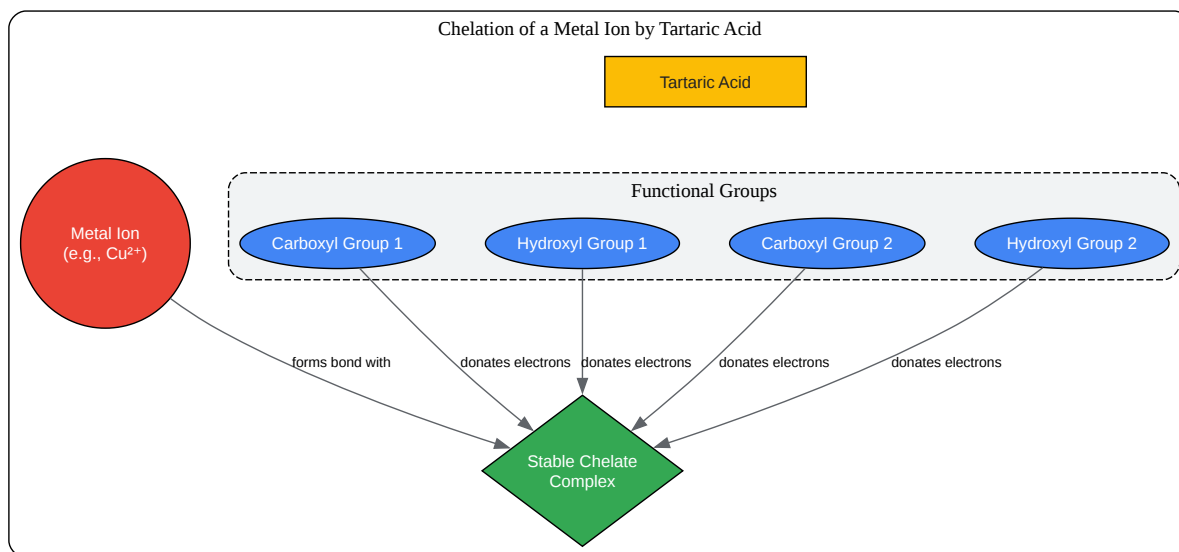 Chelation of a Metal Ion by Tartaric Acid
Tartaric Acid
Functional Groups
Metal Ion
(e.g., Cu²⁺)
Carboxyl Group 1
Hydroxyl Group 1
Carboxyl Group 2
Hydroxyl Group 2
forms bond with
donates electrons
donates electrons
donates electrons
donates electrons
Stable Chelate
Complex